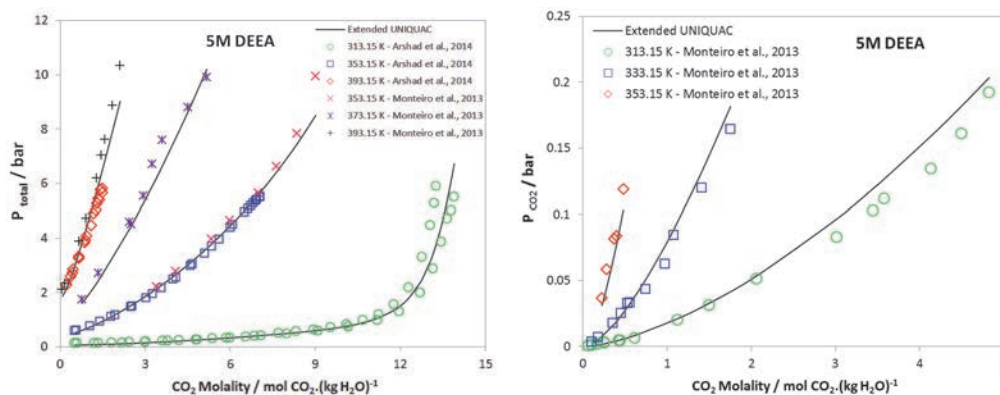 5M DEEA
Extended UNIQUAC
313.15 K - Arshad et al., 2014
353.15 K - Arshad et al., 2014
393.15 K - Arshad et al., 2014
353.15 K - Monteiro et al., 2013
373.15 K - Monteiro et al., 2013
393.15 K - Monteiro et al., 2013
P total / bar
12
10
8
6
4
2
0
0 3 6 9 12 15
CO2 Molality / mol CO2.(kg H2O)-1
Extended UNIQUAC
313.15 K - Monteiro et al., 2013
333.15 K - Monteiro et al., 2013
353.15 K - Monteiro et al., 2013
5M DEEA
P CO2 / bar
0.25
0.2
0.15
0.1
0.05
0
0 1 2 3 4
CO2 Molality / mol CO2.(kg H2O)-1